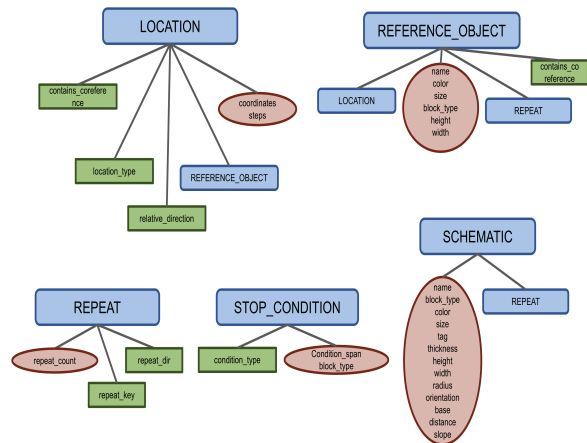 LOCATION
contains_corefere
nce
location_type
relative_direction
REFERENCE_OBJECT
coordinates
steps
REFERENCE_OBJECT
LOCATION
name
color
size
block_type
height
width
REPEAT
contains_co
reference
REPEAT
repeat_count
repeat_key
repeat_dir
STOP_CONDITION
condition_type
Condition_span
block_type
SCHEMATIC
name
block_type
color
size
tag
thickness
height
width
radius
orientation
base
distance
slope
REPEAT